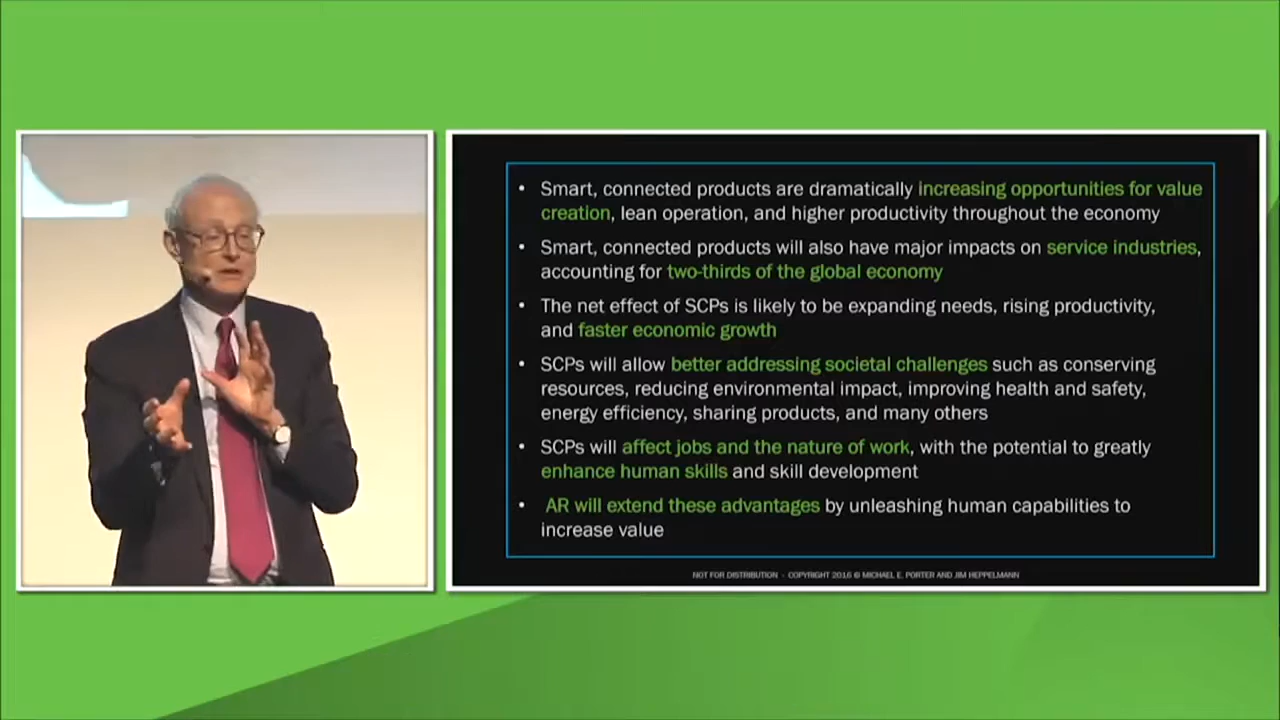 • Smart, connected products are dramatically increasing opportunities for value
creation, lean operation, and higher productivity throughout the economy
• Smart, connected products will also have major impacts on service industries,
accounting for two-thirds of the global economy
• The net effect of SCPs is likely to be expanding needs, rising productivity,
and faster economic growth
• SCPs will allow better addressing societal challenges such as conserving
resources, reducing environmental impact, improving health and safety,
energy efficiency, sharing products, and many others
• SCPs will affect jobs and the nature of work, with the potential to greatly
enhance human skills and skill development
• AR will extend these advantages by unleashing human capabilities to
increase value
NOT FOR DISTRIBUTION - COPYRIGHT 2016 © MICHAEL E. PORTER AND JIM HEPPELMANN